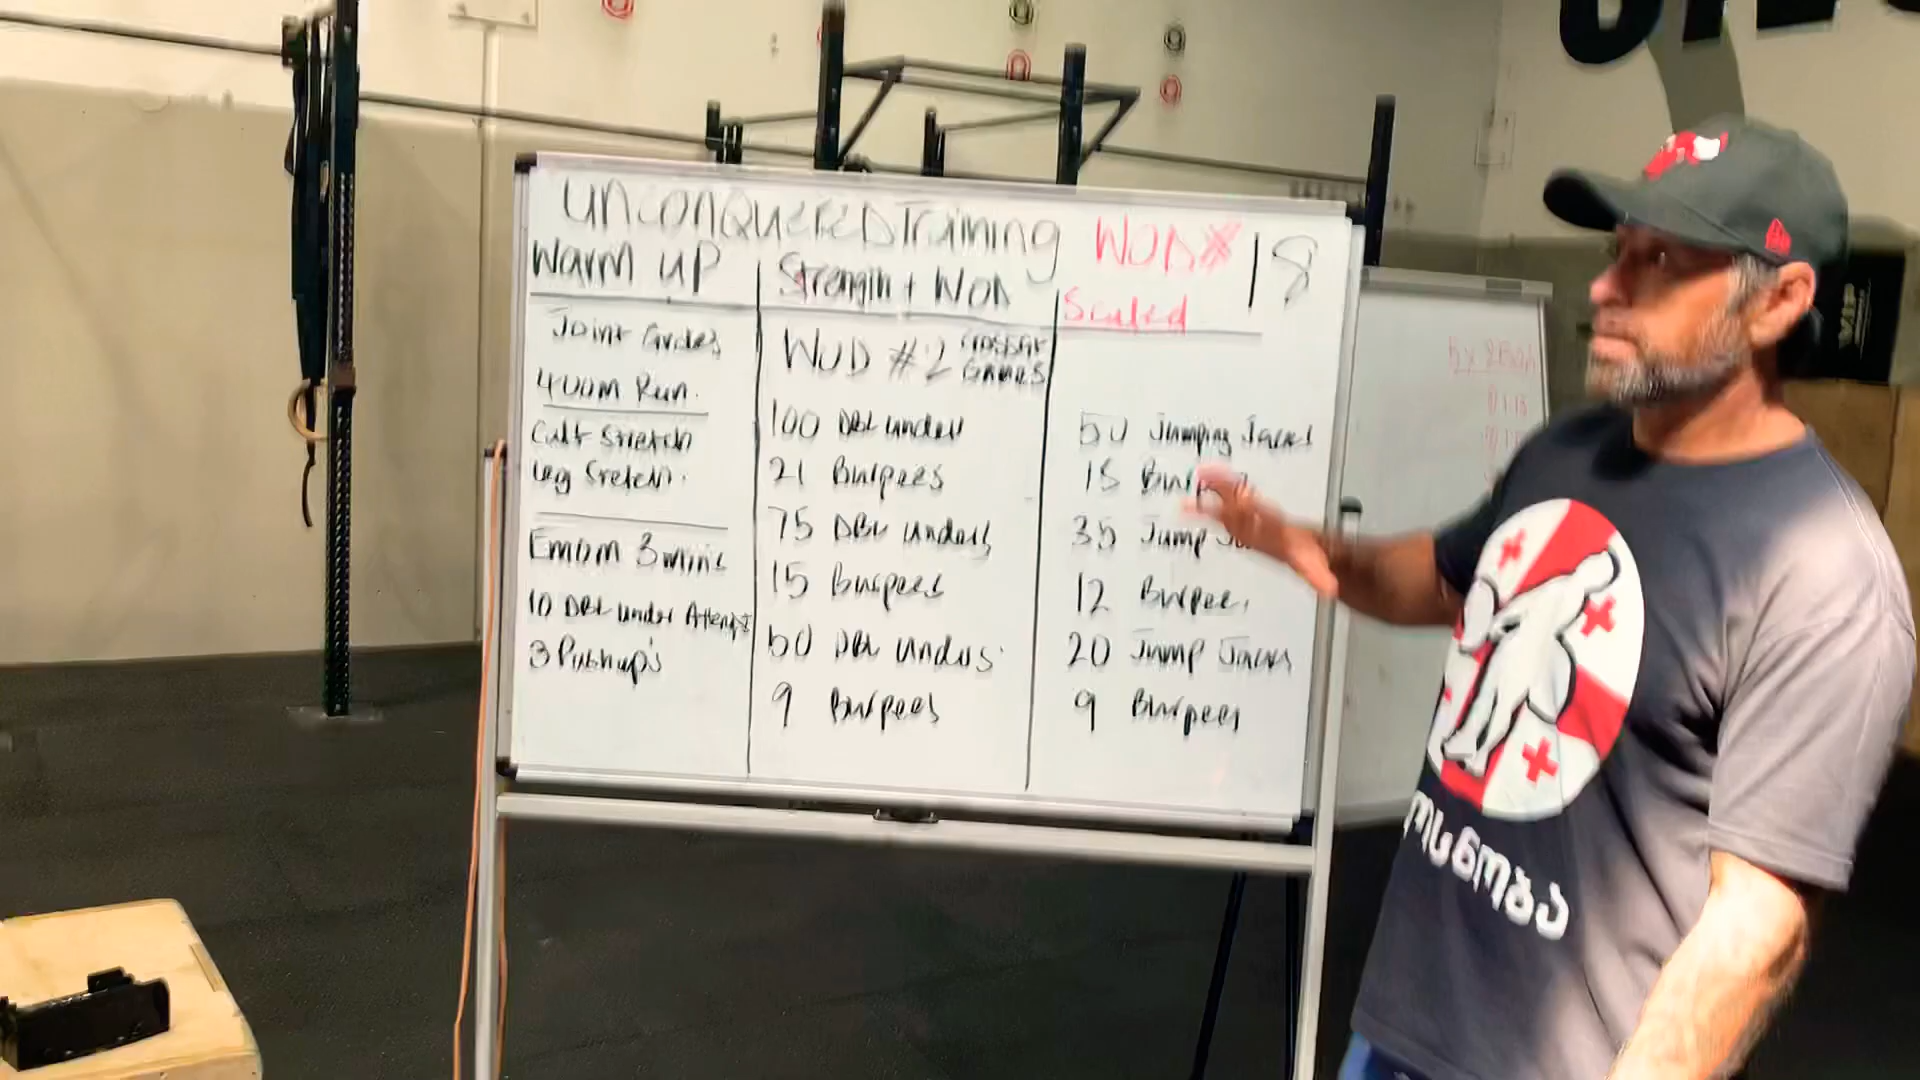 UNCONQUERED Training
WOD# 18
Warm up
Joint Circles
400M Run.
Calf Stretch
Leg Stretch.
Emom 3 mins
10 DBL Under Attempts
3 Pushup's
Strength + WOD
WOD #2 CROSSFIT GAMES
100 DBL Under
21 Burpees
75 DBL Unders
15 Burpees
50 DBL Unders
9 Burpees
Scaled
50 Jumping Jacks
15
35 Jump
12 Burpees
20 Jump Jacks
9 Burpees